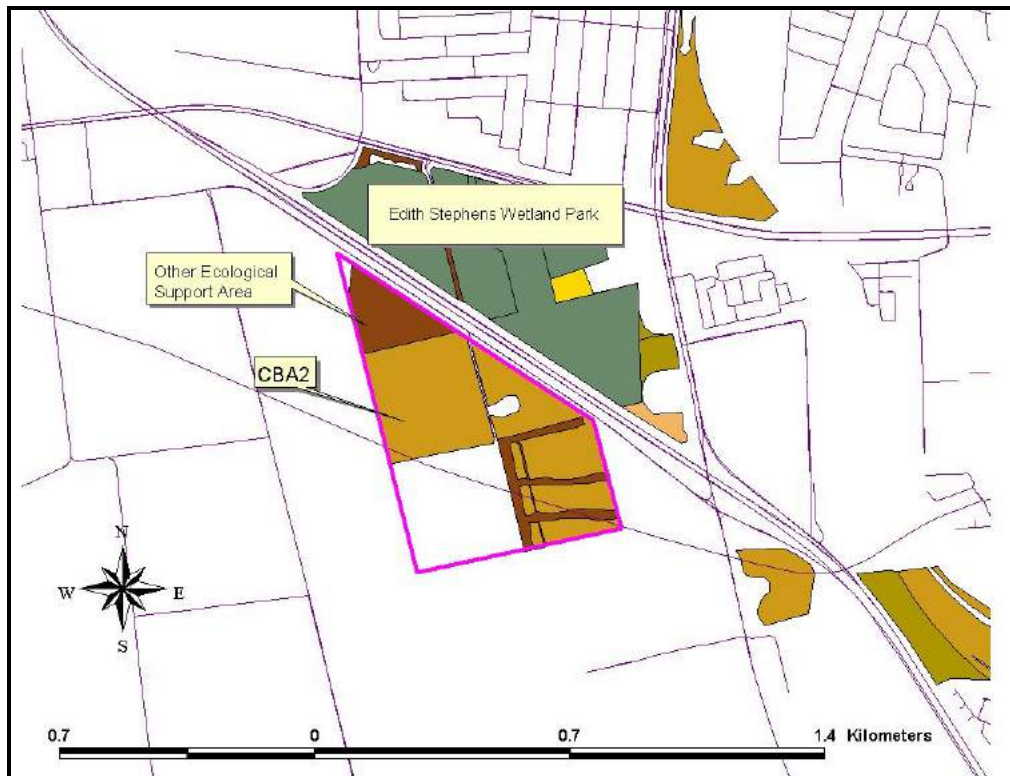 Edith Stephens Wetland Park
Other Ecological
Support Area
CBA2
N
W E
S
0.7 0 0.7 1.4 Kilometers